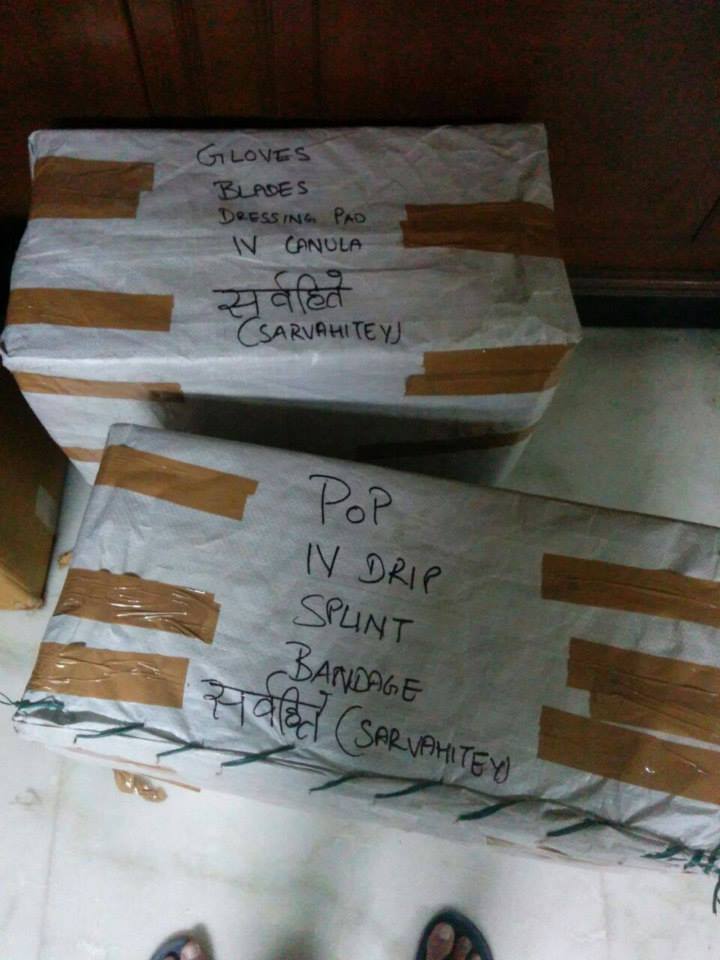 GLOVES
BLADES
DRESSING PAD
IV CANULA
सर्वहिते
(SARVAHITEY)
PoP
IV DRIP
SPLINT
BANDAGE
सर्वहिते (SARVAHITEY)